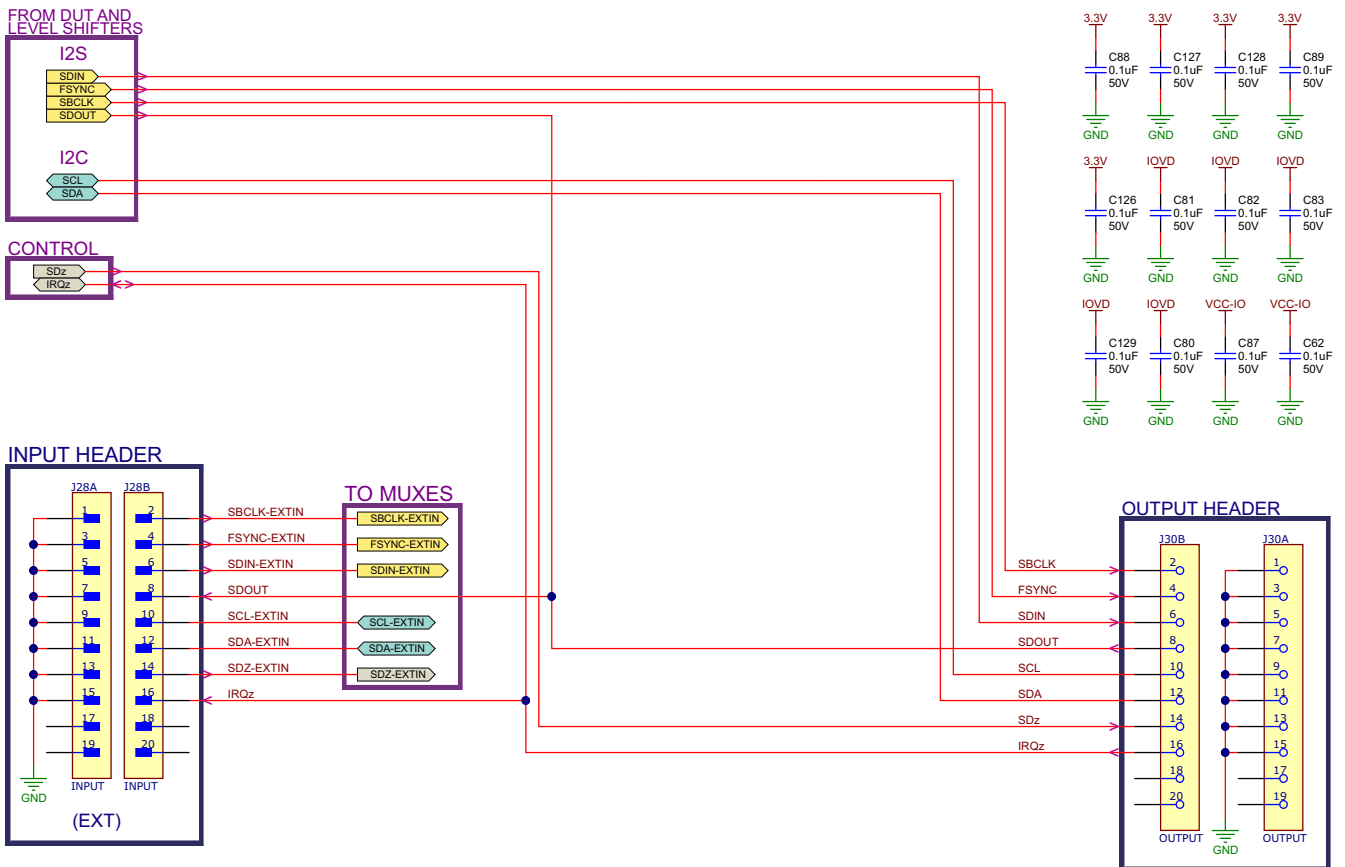 FROM DUT AND
LEVEL SHIFTERS
I2S
SDIN
FSYNC
SBCLK
SDOUT
I2C
SCL
SDA
CONTROL
SDz
IRQz
3.3V 3.3V 3.3V 3.3V
C88 C127 C128 C89
0.1uF 0.1uF 0.1uF 0.1uF
50V 50V 50V 50V
GND GND GND GND
3.3V IOVD IOVD IOVD
C126 C81 C82 C83
0.1uF 0.1uF 0.1uF 0.1uF
50V 50V 50V 50V
GND GND GND GND
IOVD IOVD VCC-IO VCC-IO
C129 C80 C87 C62
0.1uF 0.1uF 0.1uF 0.1uF
50V 50V 50V 50V
GND GND GND GND
INPUT HEADER
J28A J28B
1 2 SBCLK-EXTIN
3 4 FSYNC-EXTIN
5 6 SDIN-EXTIN
7 8 SDOUT
9 10 SCL-EXTIN
11 12 SDA-EXTIN
13 14 SDZ-EXTIN
15 16 IRQz
17 18
19 20
INPUT INPUT
GND
(EXT)
TO MUXES
SBCLK-EXTIN
FSYNC-EXTIN
SDIN-EXTIN
SCL-EXTIN
SDA-EXTIN
SDZ-EXTIN
OUTPUT HEADER
J30B J30A
SBCLK 2 1
FSYNC 4 3
SDIN 6 5
SDOUT 8 7
SCL 10 9
SDA 12 11
SDz 14 13
IRQz 16 15
18 17
20 19
OUTPUT OUTPUT
GND